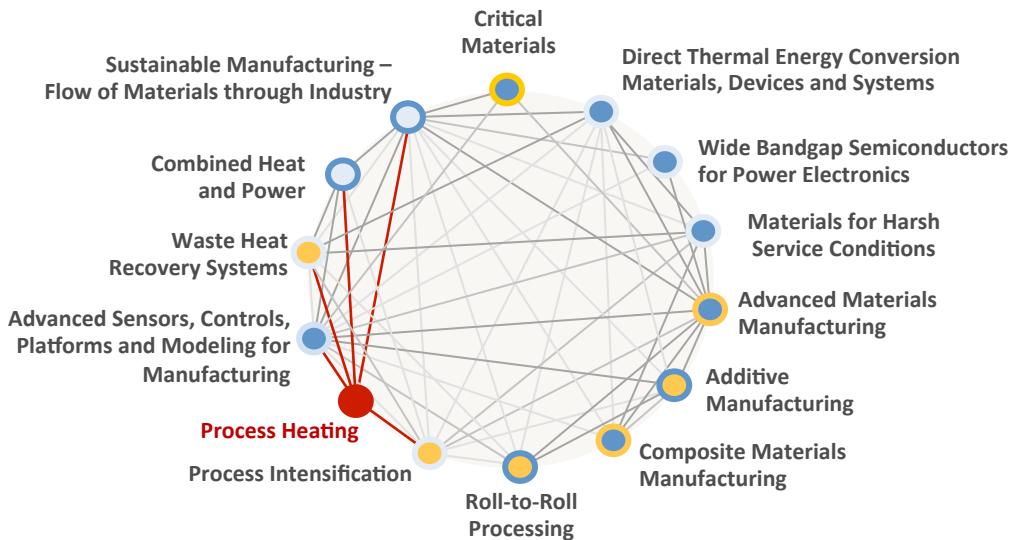 Critical
Materials
Direct Thermal Energy Conversion
Materials, Devices and Systems
Wide Bandgap Semiconductors
for Power Electronics
Materials for Harsh
Service Conditions
Advanced Materials
Manufacturing
Additive
Manufacturing
Composite Materials
Manufacturing
Roll-to-Roll
Processing
Process Intensification
Process Heating
Advanced Sensors, Controls,
Platforms and Modeling for
Manufacturing
Waste Heat
Recovery Systems
Combined Heat
and Power
Sustainable Manufacturing –
Flow of Materials through Industry